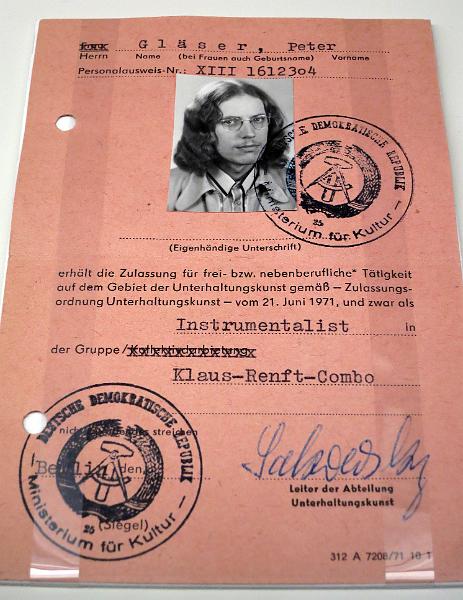 Gläser, Peter
Herrn Name (bei Frauen auch Geburtsname) Vorname
Personalausweis-Nr.: XIII 1612304
DEMOKRATISCHE REPUBLIK
25
Ministerium für Kultur
(Eigenhändige Unterschrift)
erhält die Zulassung für frei- bzw. nebenberufliche* Tätigkeit
auf dem Gebiet der Unterhaltungskunst gemäß – Zulassungs-
ordnung Unterhaltungskunst – vom 21. Juni 1971, und zwar als
Instrumentalist in
der Gruppe/
Klaus-Renft-Combo
streichen
DEUTSCHE DEMOKRATISCHE REPUBLIK
Berlin, den
25
(Siegel)
Ministerium für Kultur
Leiter der Abteilung
Unterhaltungskunst
312 A 7208/71 10 1